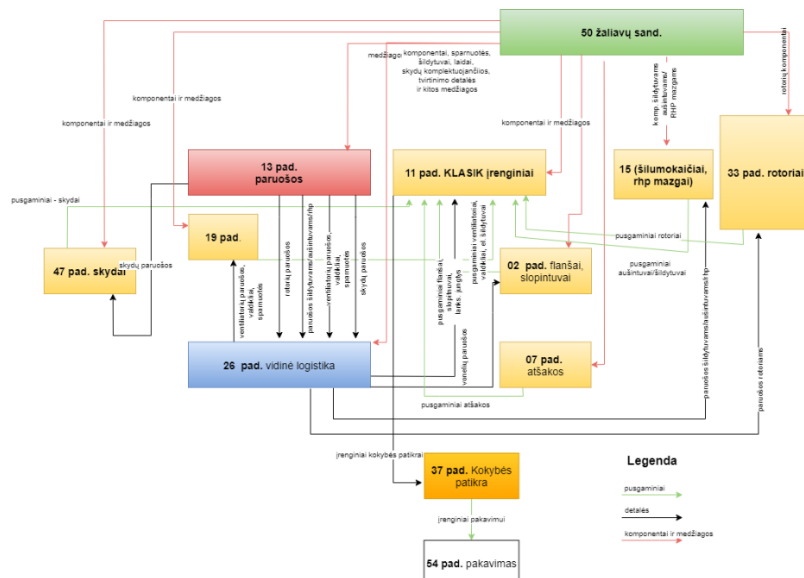 50 žaliavų sand.
medžiagos
komponentai, sparnuotės,
šildytuvai, laidai,
skydų komplektuojančios,
tvirtinimo detalės
ir kitos medžiagos
komponentai ir medžiagos
komponentai ir medžiagos
komponentai ir medžiagos
komp. šildytuvams
aušintuvams/
RHP mazgams
rotorių komponentai
13 pad.
paruošos
11 pad. KLASIK įrenginiai
15 (šilumokaičiai,
rhp mazgai)
33 pad. rotoriai
pusgaminiai - skydai
19 pad.
47 pad. skydai
skydų paruošos
ventiliatorių paruošos,
valdikliai,
sparnuotės
rotorių paruošos
paruošos šildytuvams/aušintuvams/rhp
ventiliatorių paruošos,
valdikliai,
sparnuotės
skydų paruošos
pusgaminiai flanšai,
slopintuvai,
lanks. jungtys
vonelių paruošos
pusgaminiai ventiliatoriai,
valdikliai, el. šildytuvai
02 pad. flanšai,
slopintuvai
pusgaminiai rotoriai
pusgaminiai
aušintuvai/šildytuvai
paruošos šildytuvams/aušintuvams/rhp
paruošos rotoriams
26 pad. vidinė logistika
07 pad.
atšakos
pusgaminiai atšakos
įrenginiai kokybės patikrai
37 pad. Kokybės
patikra
įrenginiai pakavimui
54 pad. pakavimas
Legenda
pusgaminiai
detalės
komponentai ir medžiagos